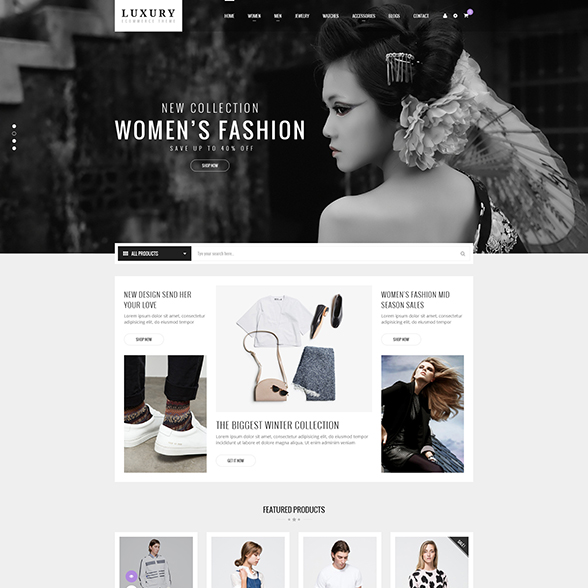 LUXURY
ECOMMERCE THEME
HOME WOMEN MEN JEWELRY WATCHES ACCESSORIES BLOGS CONTACT
NEW COLLECTION
WOMEN'S FASHION
SAVE UP TO 40% OFF
SHOP NOW
ALL PRODUCTS
Type your search here...
NEW DESIGN SEND HER
YOUR LOVE
Lorem ipsum dolor sit amet, consectetur
adipiscing elit, do eiusmod tempor.
SHOP NOW
THE BIGGEST WINTER COLLECTION
Lorem ipsum dolor sit amet, consectetur, adipiscing elit, do eiusmod tempor
incididunt ut labore et dolore magna aliqua. Ut enim ad minim veniam
GET IT NOW
WOMEN'S FASHION MID
SEASON SALES
Lorem ipsum dolor sit amet, consectetur
adipiscing elit, do eiusmod tempor.
SHOP NOW
FEATURED PRODUCTS
SALE!